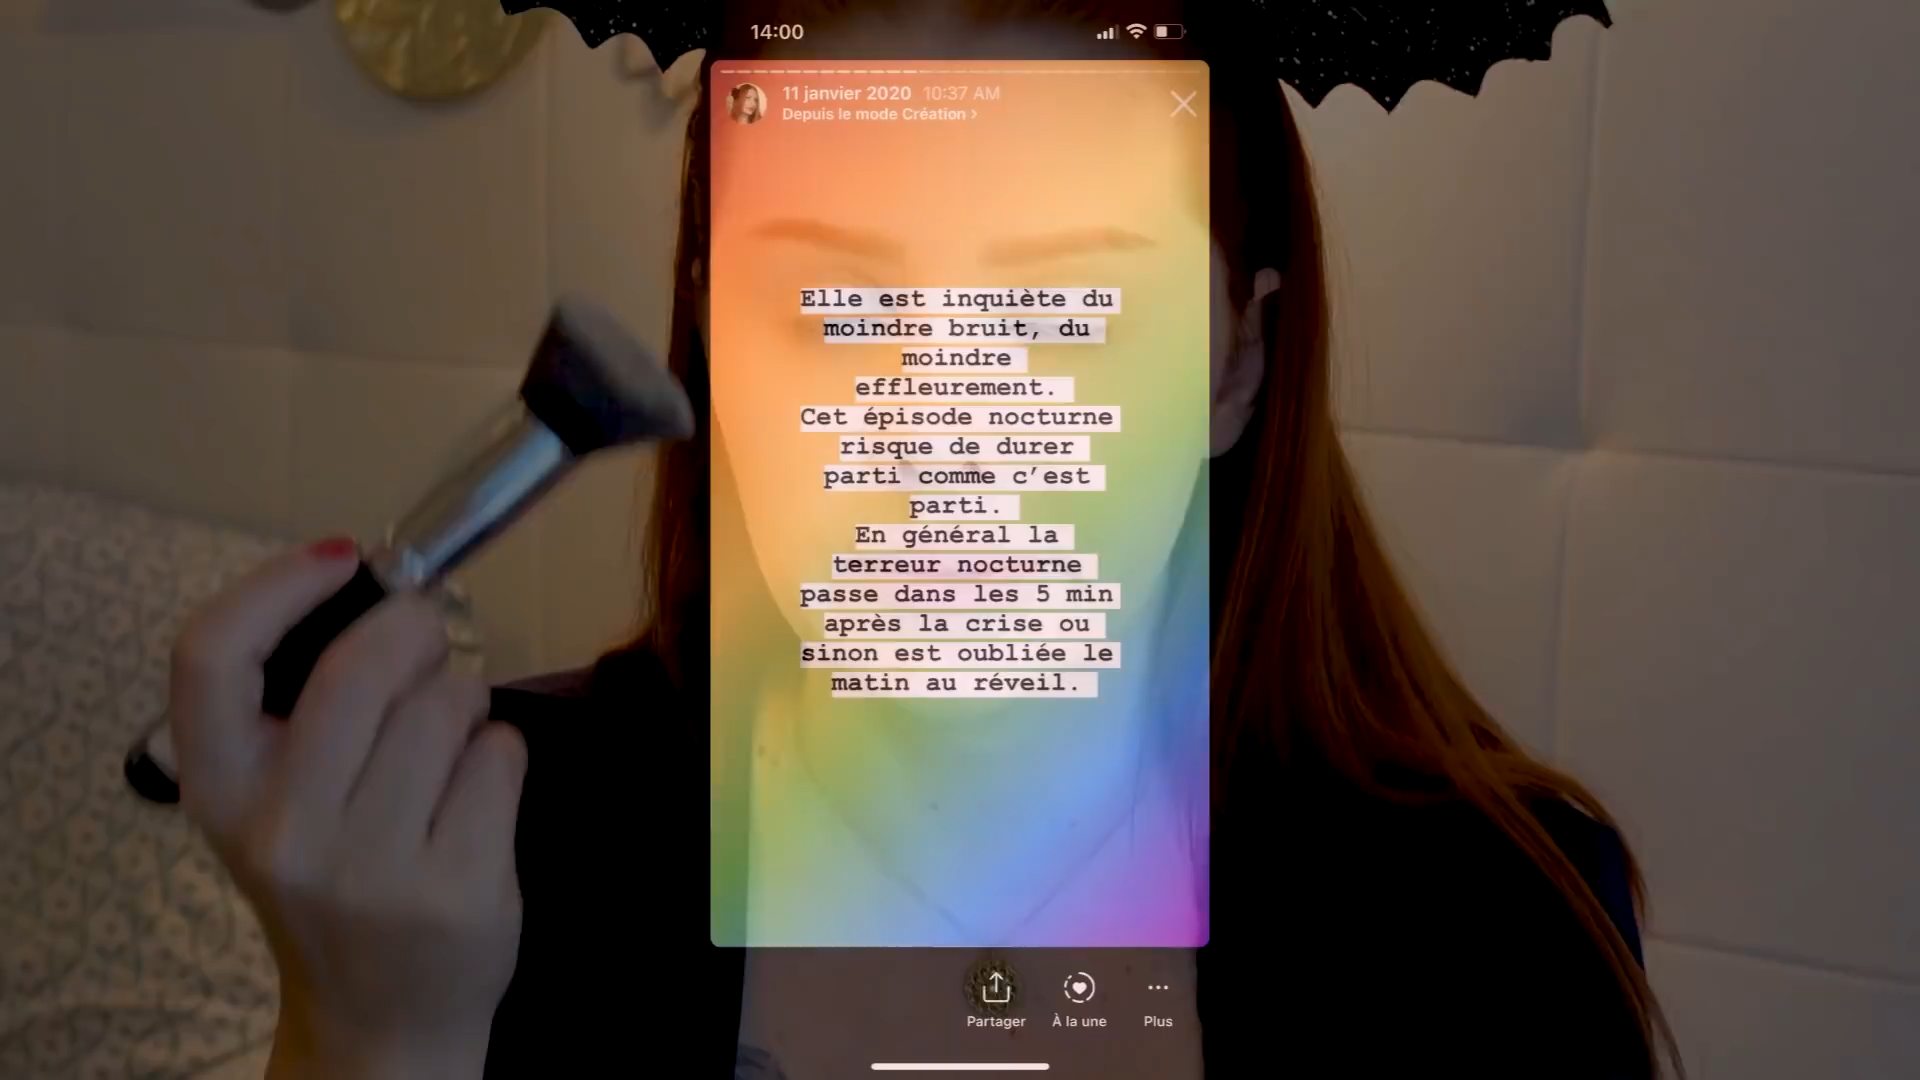 14:00
11 janvier 2020 10:37 AM
Depuis le mode Création ›
Elle est inquiète du
moindre bruit, du
moindre
effleurement.
Cet épisode nocturne
risque de durer
parti comme c’est
parti.
En général la
terreur nocturne
passe dans les 5 min
après la crise ou
sinon est oubliée le
matin au réveil.
Partager À la une Plus